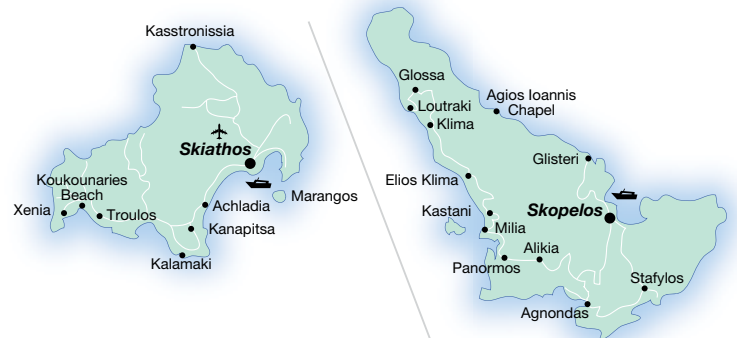 Kasstronissia
Skiathos
Koukounaries
Beach
Xenia
Troulos
Achladia
Marangos
Kanapitsa
Kalamaki
Glossa
Loutraki
Klima
Agios Ioannis
Chapel
Glisteri
Elios Klima
Kastani
Skopelos
Milia
Alikia
Panormos
Stafylos
Agnondas